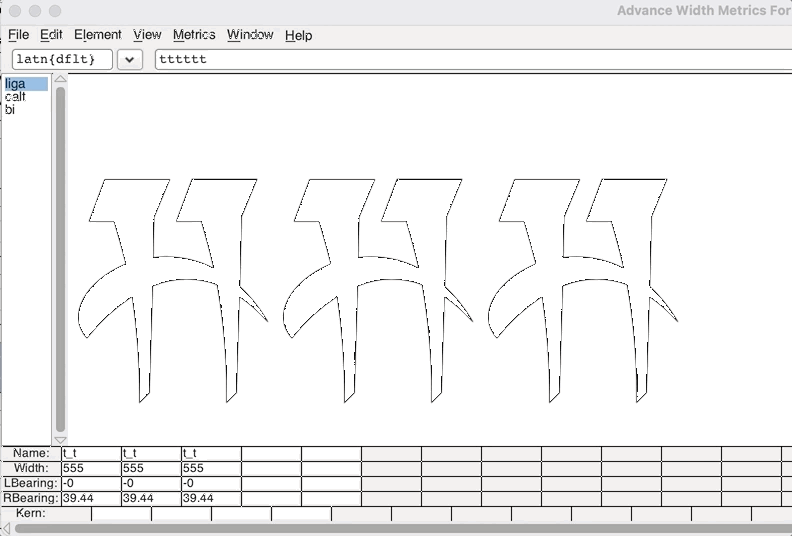 Advance Width Metrics For
File Edit Element View Metrics Window Help
latn{dflt} tttttt
liga
calt
bi
Name: t_t t_t t_t
Width: 555 555 555
LBearing: -0 -0 -0
RBearing: 39.44 39.44 39.44
Kern: